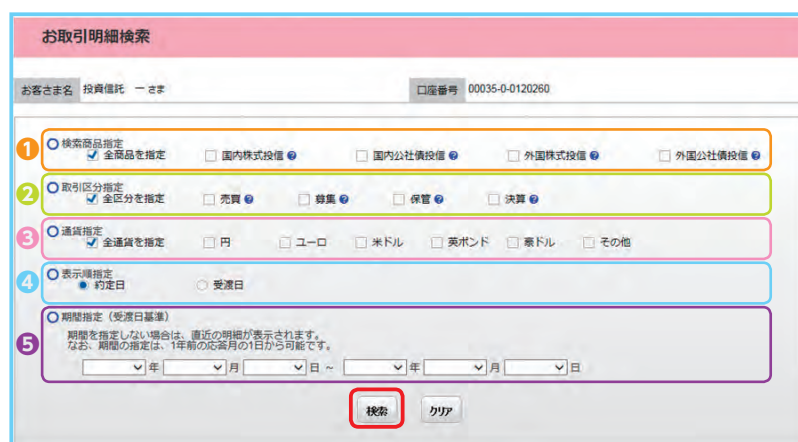 お取引明細検索
お客さま名 投資信託 一 さま 口座番号 00035-0-0120260
1 検索商品指定
全商品を指定 国内株式投信 ? 国内公社債投信 ? 外国株式投信 ? 外国公社債投信 ?
2 取引区分指定
全区分を指定 売買 ? 募集 ? 保管 ? 決算 ?
3 通貨指定
全通貨を指定 円 ユーロ 米ドル 英ポンド 豪ドル その他
4 表示順指定
約定日 受渡日
5 期間指定（受渡日基準）
期間を指定しない場合は、直近の明細が表示されます。
なお、期間の指定は、1年前の応答月の1日から可能です。
年 月 日 ～ 年 月 日
検索 クリア